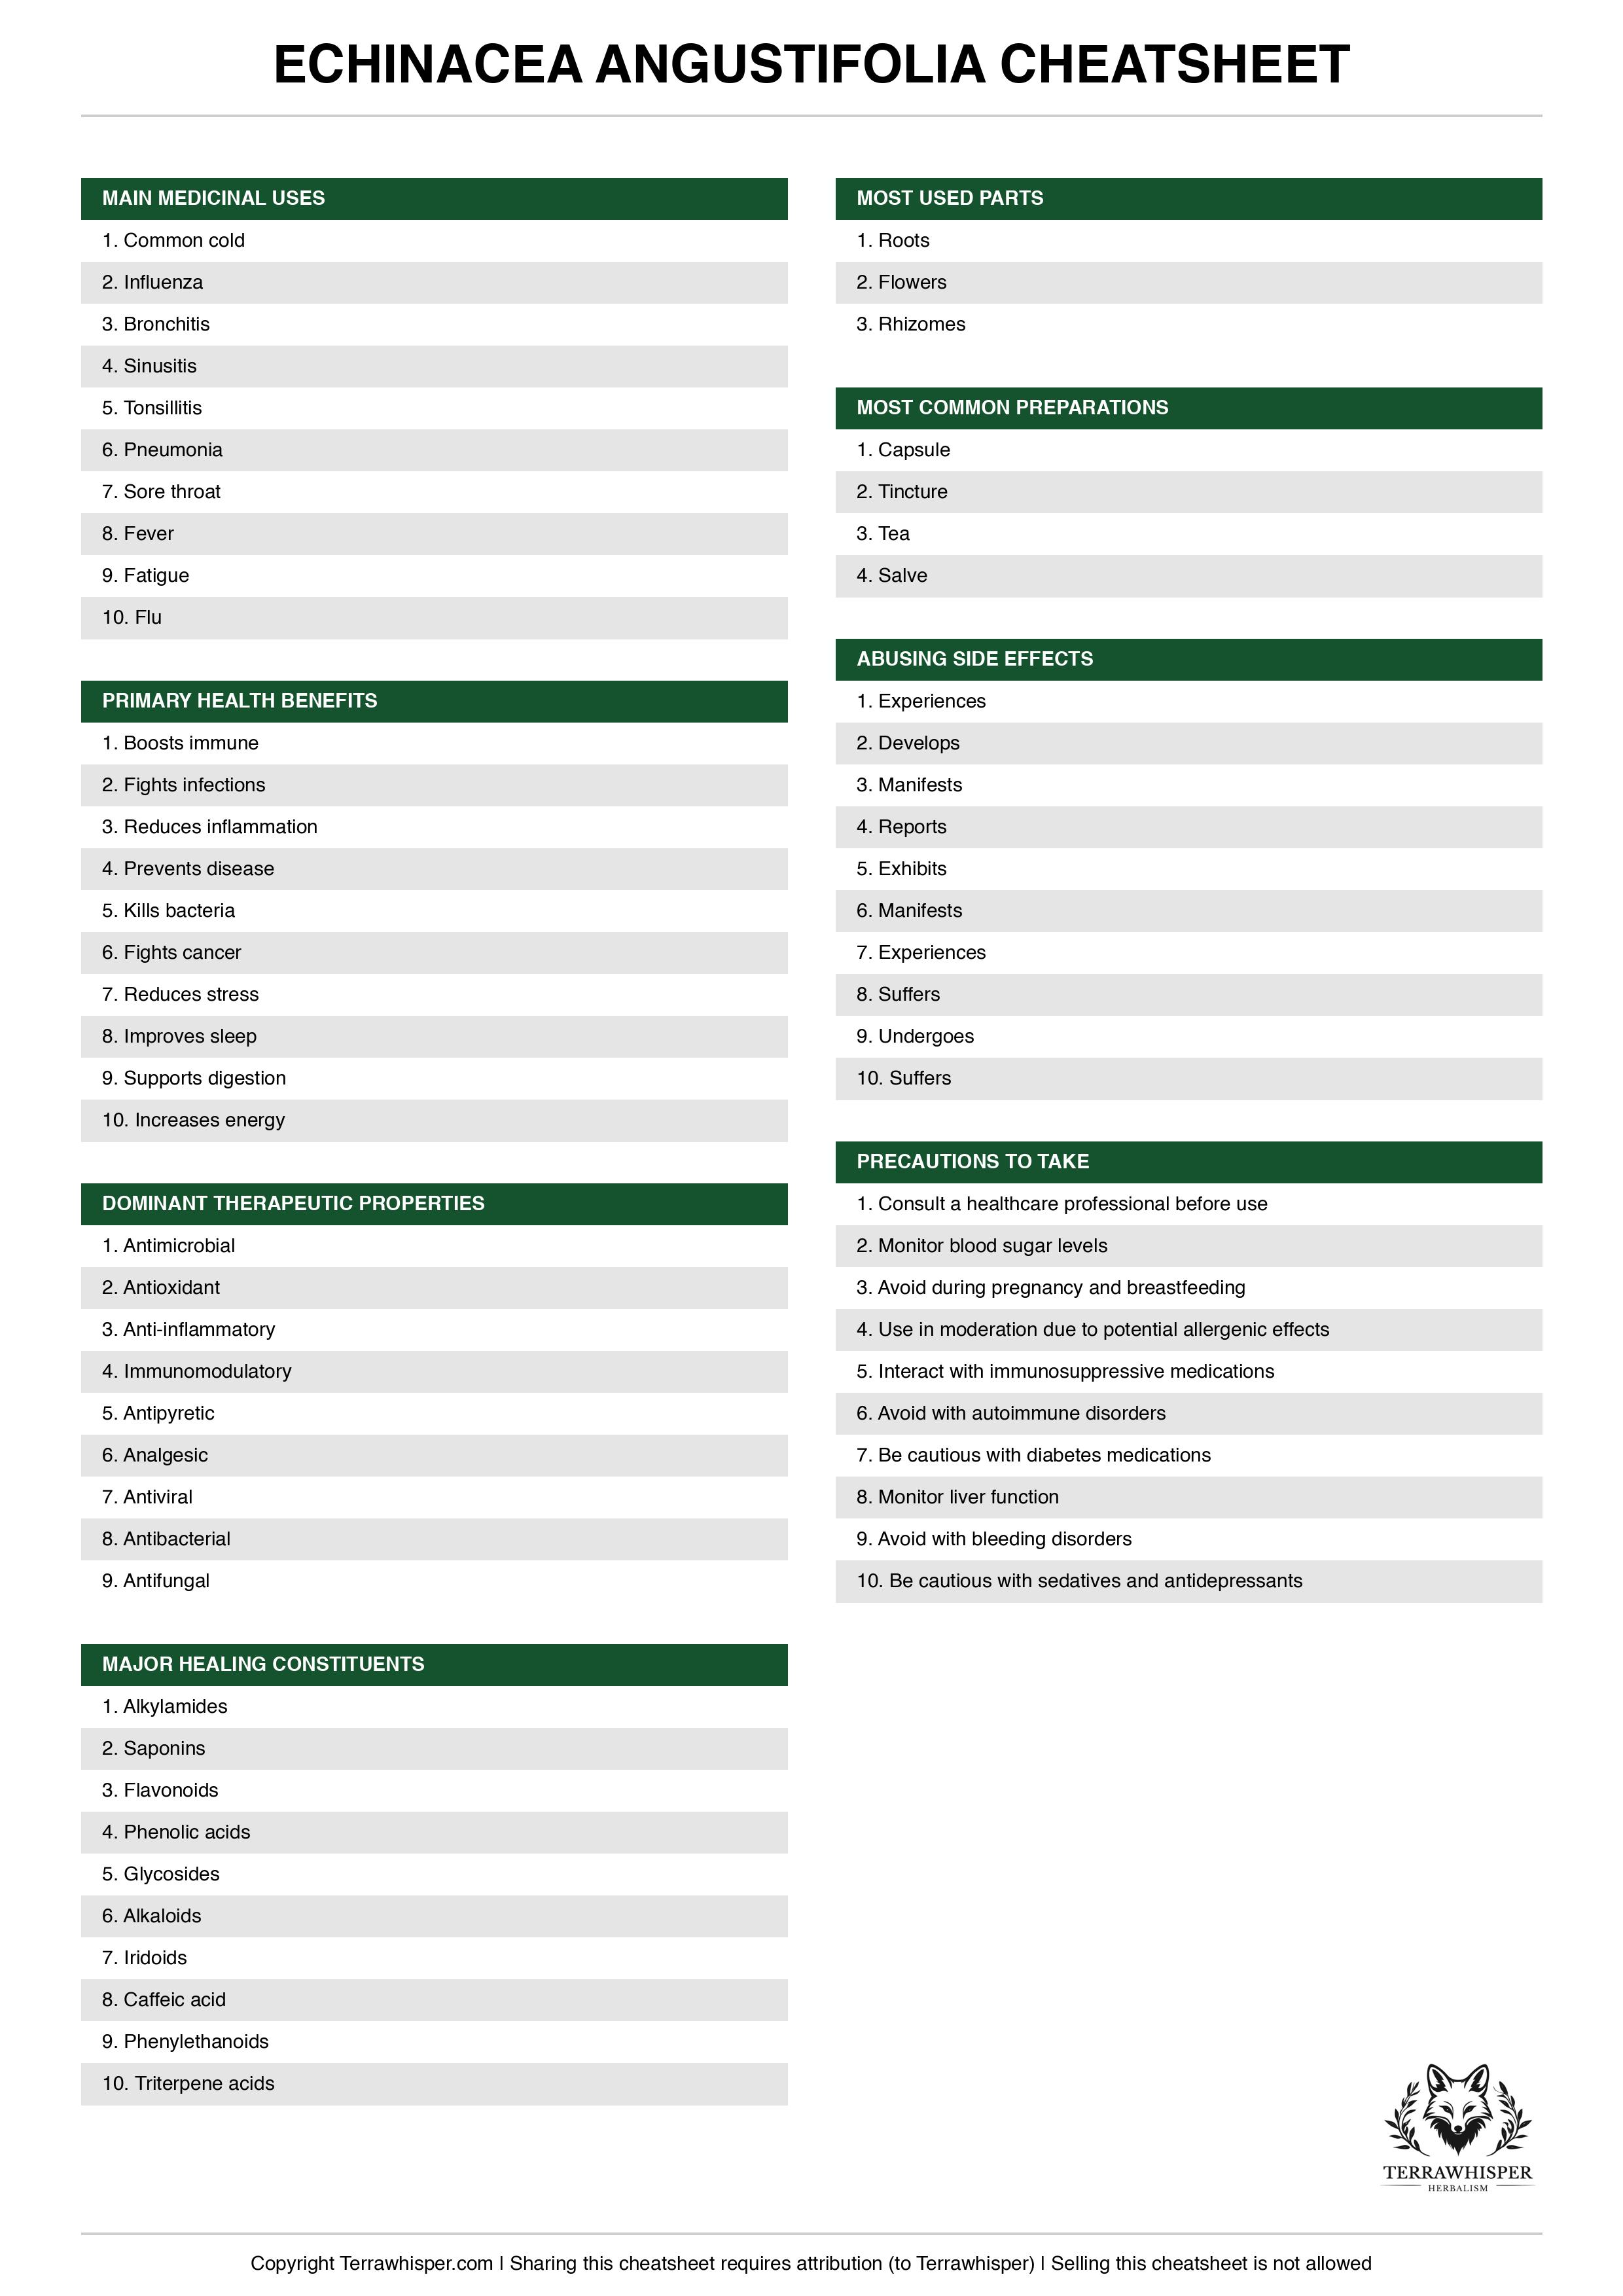 ECHINACEA ANGUSTIFOLIA CHEATSHEET
MAIN MEDICINAL USES
1. Common cold
2. Influenza
3. Bronchitis
4. Sinusitis
5. Tonsillitis
6. Pneumonia
7. Sore throat
8. Fever
9. Fatigue
10. Flu
PRIMARY HEALTH BENEFITS
1. Boosts immune
2. Fights infections
3. Reduces inflammation
4. Prevents disease
5. Kills bacteria
6. Fights cancer
7. Reduces stress
8. Improves sleep
9. Supports digestion
10. Increases energy
DOMINANT THERAPEUTIC PROPERTIES
1. Antimicrobial
2. Antioxidant
3. Anti-inflammatory
4. Immunomodulatory
5. Antipyretic
6. Analgesic
7. Antiviral
8. Antibacterial
9. Antifungal
MAJOR HEALING CONSTITUENTS
1. Alkylamides
2. Saponins
3. Flavonoids
4. Phenolic acids
5. Glycosides
6. Alkaloids
7. Iridoids
8. Caffeic acid
9. Phenylethanoids
10. Triterpene acids
MOST USED PARTS
1. Roots
2. Flowers
3. Rhizomes
MOST COMMON PREPARATIONS
1. Capsule
2. Tincture
3. Tea
4. Salve
ABUSING SIDE EFFECTS
1. Experiences
2. Develops
3. Manifests
4. Reports
5. Exhibits
6. Manifests
7. Experiences
8. Suffers
9. Undergoes
10. Suffers
PRECAUTIONS TO TAKE
1. Consult a healthcare professional before use
2. Monitor blood sugar levels
3. Avoid during pregnancy and breastfeeding
4. Use in moderation due to potential allergenic effects
5. Interact with immunosuppressive medications
6. Avoid with autoimmune disorders
7. Be cautious with diabetes medications
8. Monitor liver function
9. Avoid with bleeding disorders
10. Be cautious with sedatives and antidepressants
TERRAWHISPER
HERBALISM
Copyright Terrawhisper.com | Sharing this cheatsheet requires attribution (to Terrawhisper) | Selling this cheatsheet is not allowed